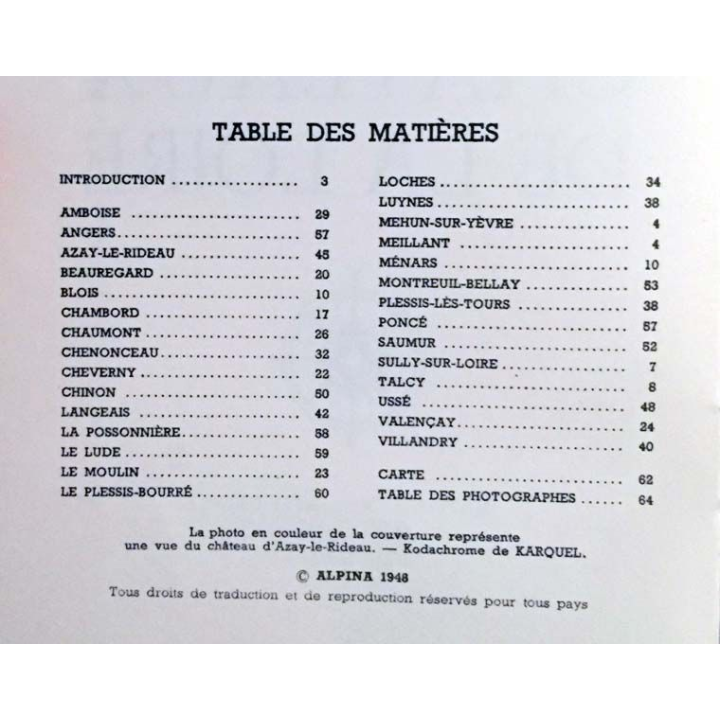 TABLE DES MATIÈRES
INTRODUCTION .................. 3
AMBOISE ........................ 29
ANGERS.......................... 57
AZAY-LE-RIDEAU ................. 45
BEAUREGARD ..................... 20
BLOIS .......................... 10
CHAMBORD ....................... 17
CHAUMONT ....................... 26
CHENONCEAU...................... 32
CHEVERNY ....................... 22
CHINON ......................... 50
LANGEAIS ....................... 42
LA POSSONNIÈRE.................. 58
LE LUDE ........................ 59
LE MOULIN ...................... 23
LE PLESSIS-BOURRÉ .............. 60
LOCHES ......................... 34
LUYNES ......................... 38
MEHUN-SUR-YÈVRE ................ 4
MEILLANT ....................... 4
MÉNARS ......................... 10
MONTREUIL-BELLAY ............... 53
PLESSIS-LÈS-TOURS .............. 38
PONCÉ .......................... 57
SAUMUR ......................... 52
SULLY-SUR-LOIRE ................ 7
TALCY .......................... 8
USSÉ ........................... 48
VALENÇAY........................ 24
VILLANDRY ...................... 40
CARTE .......................... 62
TABLE DES PHOTOGRAPHES ...... 64
La photo en couleur de la couverture représente
une vue du château d'Azay-le-Rideau. — Kodachrome de KARQUEL.
© ALPINA 1948
Tous droits de traduction et de reproduction réservés pour tous pays